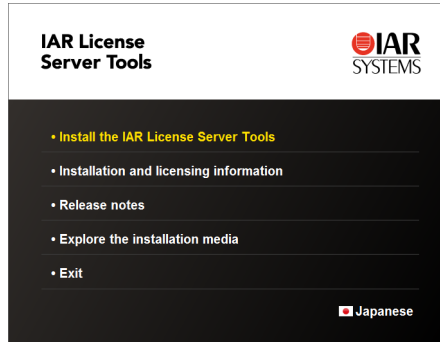 IAR License
Server Tools
IAR
SYSTEMS
• Install the IAR License Server Tools
• Installation and licensing information
• Release notes
• Explore the installation media
• Exit
Japanese